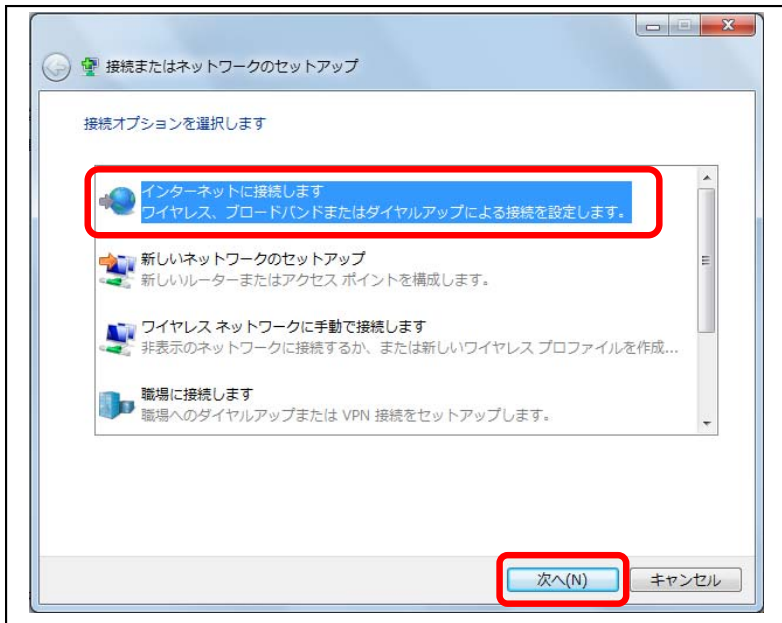 接続またはネットワークのセットアップ
接続オプションを選択します
インターネットに接続します
ワイヤレス、ブロードバンドまたはダイヤルアップによる接続を設定します。
新しいネットワークのセットアップ
新しいルーターまたはアクセス ポイントを構成します。
ワイヤレス ネットワークに手動で接続します
非表示のネットワークに接続するか、または新しいワイヤレス プロファイルを作成...
職場に接続します
職場へのダイヤルアップまたは VPN 接続をセットアップします。
次へ(N) キャンセル